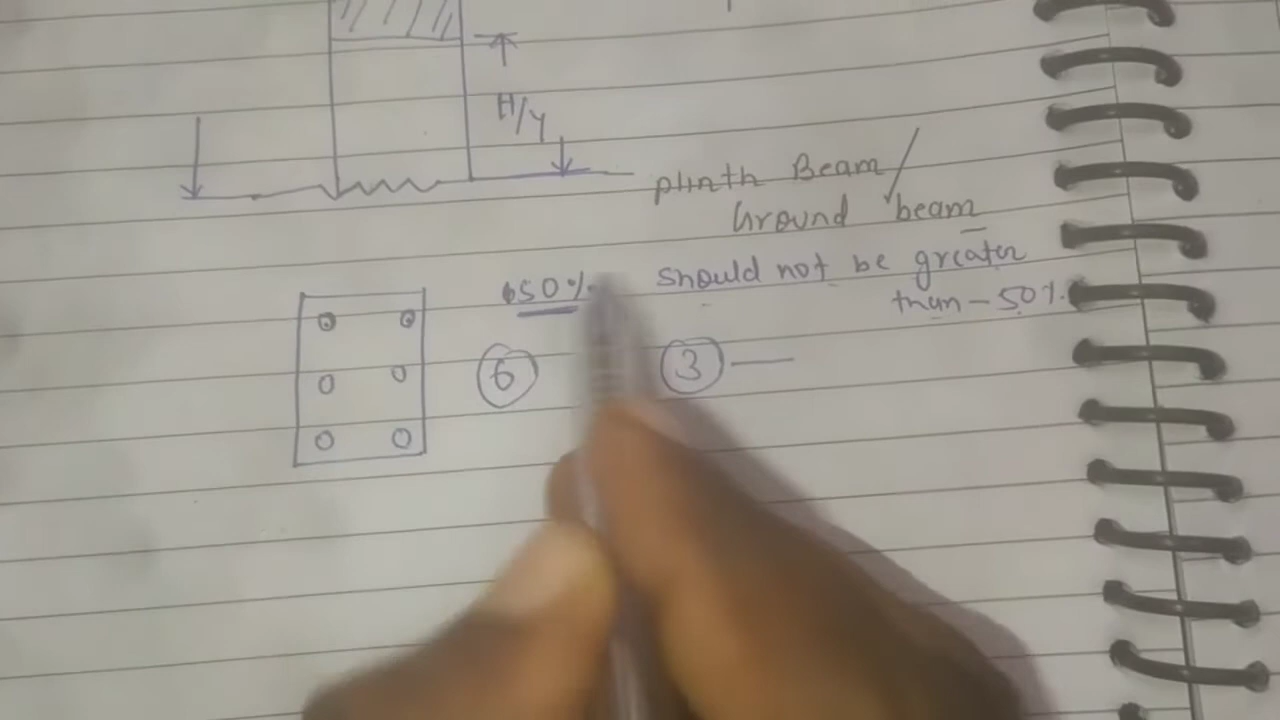 H/4
plinth Beam/
Ground beam
50% should not be greater
than - 50%.
6 3 —